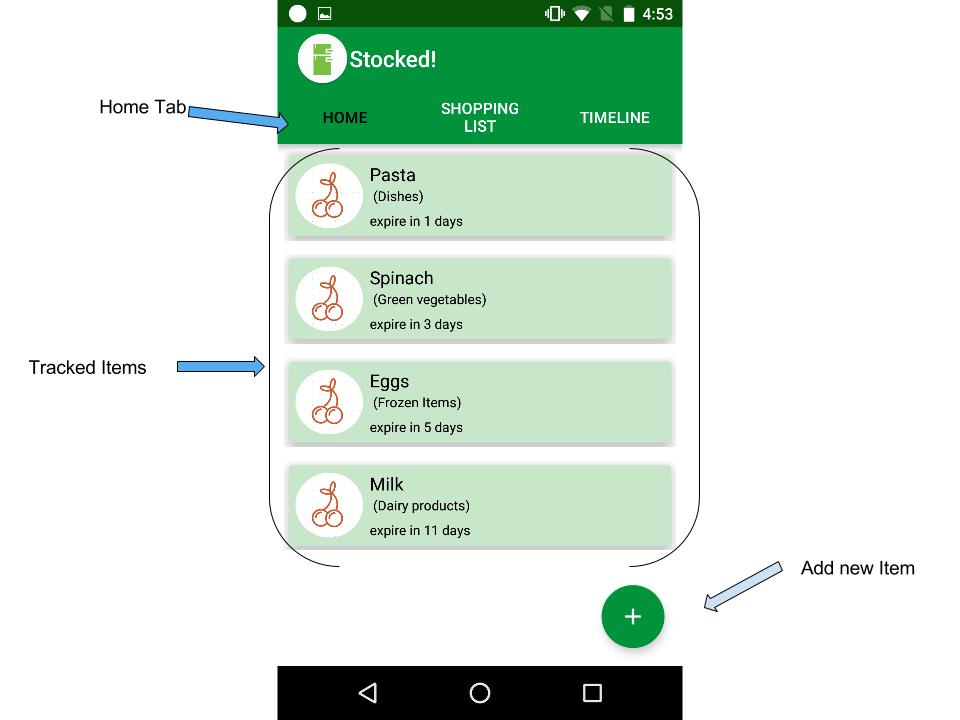 4:53
Stocked!
Home Tab
HOME
SHOPPING
LIST
TIMELINE
Pasta
(Dishes)
expire in 1 days
Spinach
(Green vegetables)
expire in 3 days
Tracked Items
Eggs
(Frozen Items)
expire in 5 days
Milk
(Dairy products)
expire in 11 days
Add new Item
+